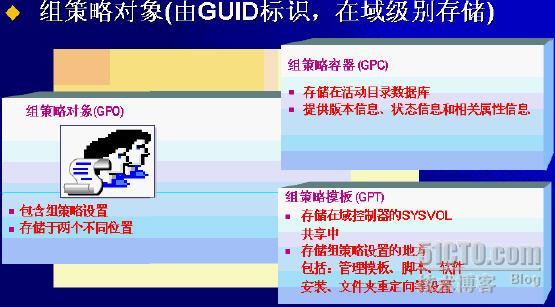 组策略对象(由GUID标识，在域级别存储)
组策略对象(GPO)
包含组策略设置
存储于两个不同位置
组策略容器(GPC)
存储在活动目录数据库
提供版本信息、状态信息和相关属性信息
组策略模板(GPT)
存储在域控制器的SYSVOL
共享中
存储组策略设置的地方
包括：管理模板、脚本、软件
安装、文件夹重定向等设置
51CTO.com
技术博客 Blog